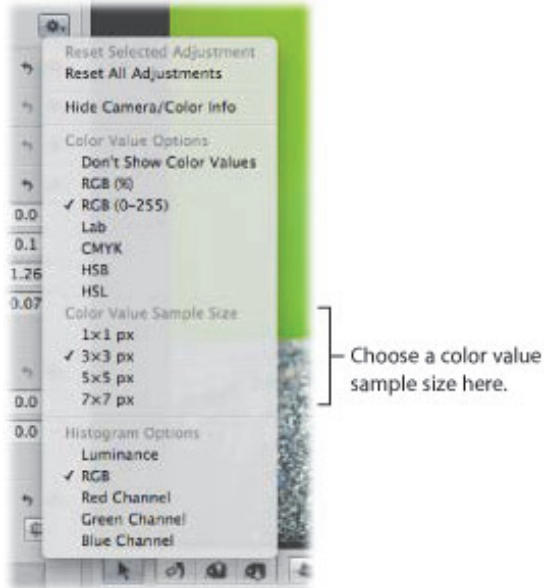 Reset Selected Adjustment
Reset All Adjustments
Hide Camera/Color Info
Color Value Options
Don't Show Color Values
RGB (%)
✓ RGB (0–255)
Lab
CMYK
HSB
HSL
Color Value Sample Size
1×1 px
✓ 3×3 px
5×5 px
7×7 px
Histogram Options
Luminance
✓ RGB
Red Channel
Green Channel
Blue Channel
0.0
0.1
1.26
0.07
0.0
0.0
Choose a color value
sample size here.